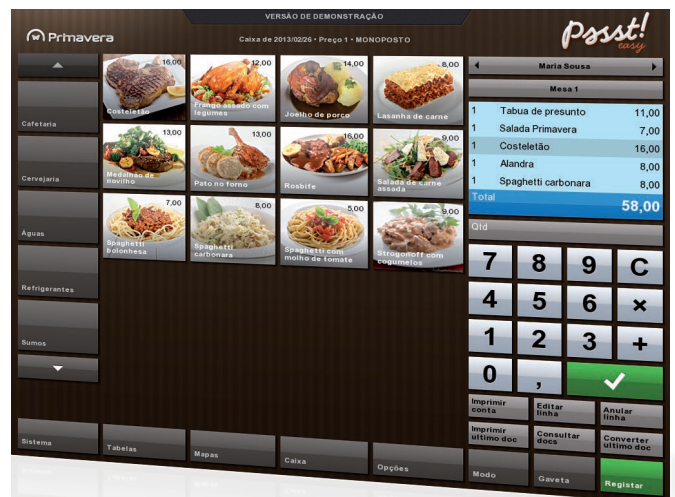 VERSÃO DE DEMONSTRAÇÃO
Primavera
Caixa de 2013/02/26 • Preço 1 • MONOPOSTO
Pssst!
easy
Maria Sousa
Mesa 1
1 Tabua de presunto 11,00
1 Salada Primavera 7,00
1 Costeletão 16,00
1 Alandra 8,00
1 Spaghetti carbonara 8,00
Total 58,00
Qtd
Cafetaria
Cervejaria
Águas
Refrigerantes
Sumos
16,00
Costeletão
12,00
Frango assado com
legumes
14,00
Joelho de porco
8,00
Lasanha de carne
13,00
Medalhão de
novilho
13,00
Pato no forno
16,00
Rosbife
9,00
Salada de carne
assada
7,00
Spaghetti
bolonhesa
8,00
Spaghetti
carbonara
5,00
Spaghetti com
molho de tomate
9,00
Strogonoff com
cogumelos
7 8 9 C
4 5 6 ×
1 2 3 +
0 ,
Imprimir
conta
Editar
linha
Anular
linha
Imprimir
ultimo doc
Consultar
docs
Converter
ultimo doc
Sistema
Tabelas
Mapas
Caixa
Opções
Modo
Gaveta
Registar